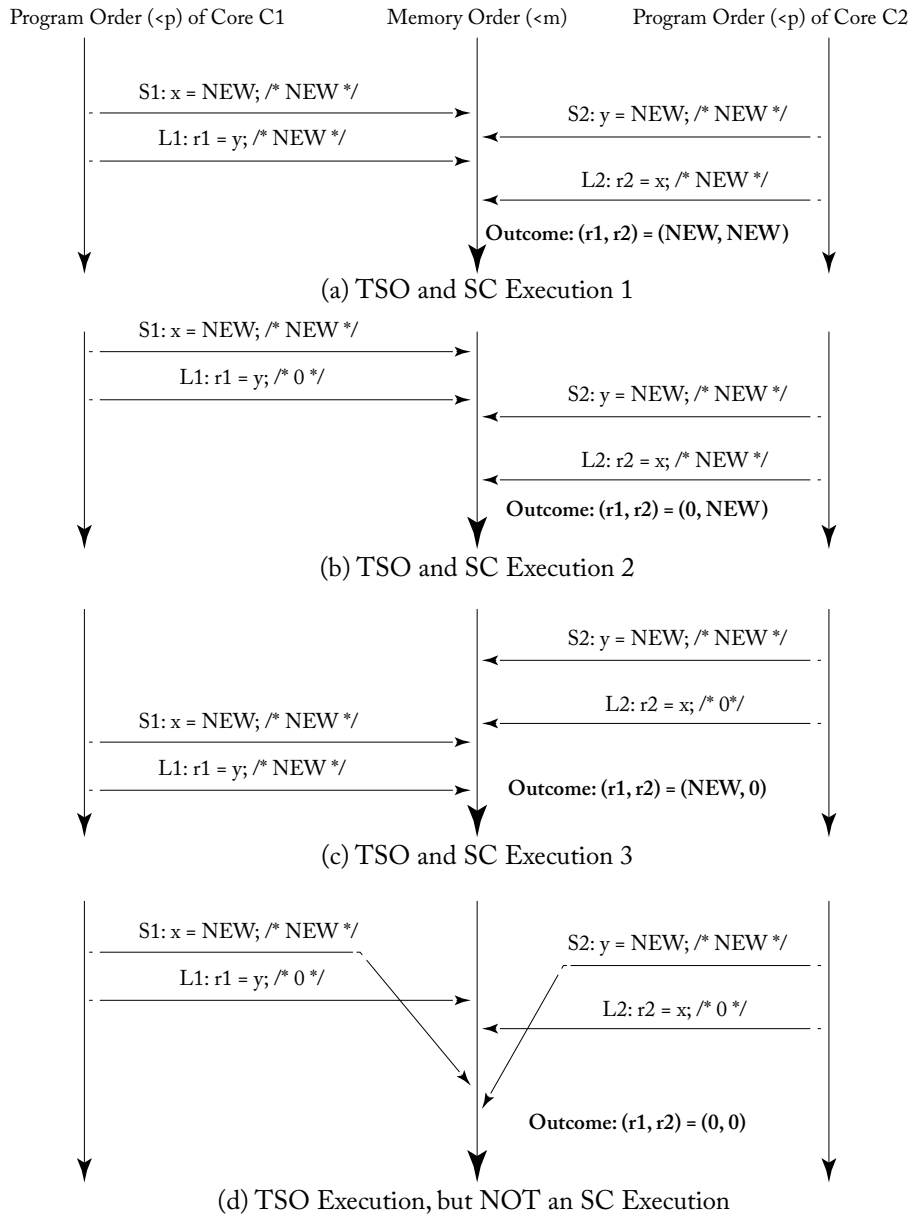 Program Order (<p) of Core C1 Memory Order (<m) Program Order (<p) of Core C2
S1: x = NEW; /* NEW */
S2: y = NEW; /* NEW */
L1: r1 = y; /* NEW */
L2: r2 = x; /* NEW */
Outcome: (r1, r2) = (NEW, NEW)
(a) TSO and SC Execution 1
S1: x = NEW; /* NEW */
L1: r1 = y; /* 0 */
S2: y = NEW; /* NEW */
L2: r2 = x; /* NEW */
Outcome: (r1, r2) = (0, NEW)
(b) TSO and SC Execution 2
S2: y = NEW; /* NEW */
L2: r2 = x; /* 0*/
S1: x = NEW; /* NEW */
L1: r1 = y; /* NEW */
Outcome: (r1, r2) = (NEW, 0)
(c) TSO and SC Execution 3
S1: x = NEW; /* NEW */
S2: y = NEW; /* NEW */
L1: r1 = y; /* 0 */
L2: r2 = x; /* 0 */
Outcome: (r1, r2) = (0, 0)
(d) TSO Execution, but NOT an SC Execution